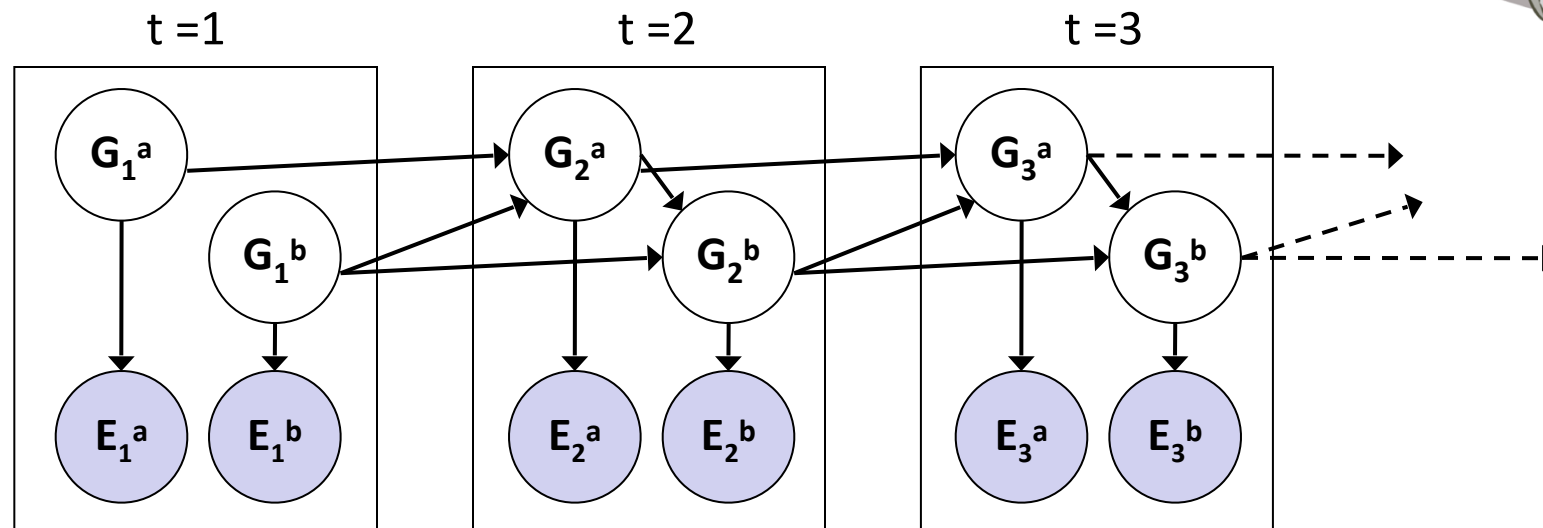 t =1 t =2 t =3
G₁ᵃ G₂ᵃ G₃ᵃ
G₁ᵇ G₂ᵇ G₃ᵇ
E₁ᵃ E₁ᵇ E₂ᵃ E₂ᵇ E₃ᵃ E₃ᵇ